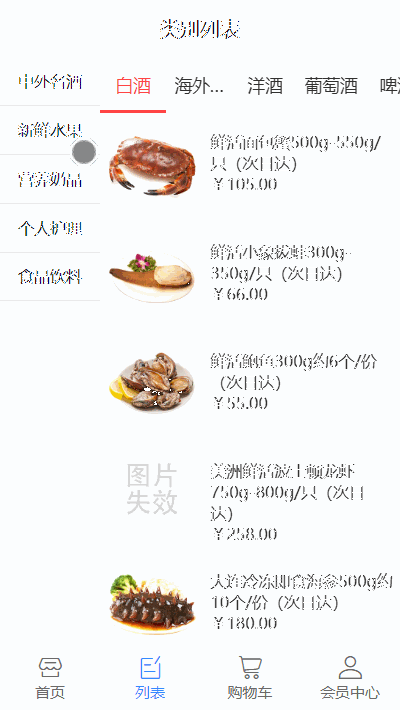 类别列表
中外名酒
新鲜水果
营养奶品
个人护理
食品饮料
白酒
海外...
洋酒
葡萄酒
啤
鲜活面包蟹500g-550g/
只（次日达）
￥105.00
鲜活小象拔蚌300g-
350g/只（次日达）
￥66.00
鲜活鲍鱼300g约6个/份
（次日达）
￥55.00
图片
失效
美洲鲜活波士顿龙虾
750g-800g/只（次日
达）
￥258.00
大连冷冻即食海参500g约
10个/份（次日达）
￥180.00
首页
列表
购物车
会员中心